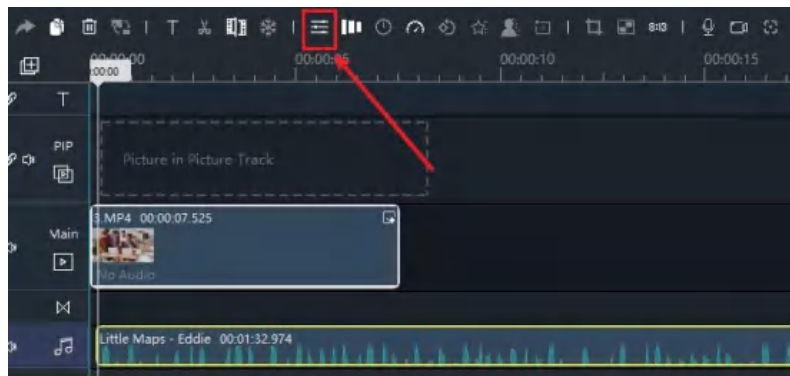 8:13
00:00:00 00:00:05 00:00:10 00:00:15
:00:00
T
PIP
Picture in Picture Track
3.MP4 00:00:07.525
Main
No Audio
Little Maps - Eddie 00:01:32.974